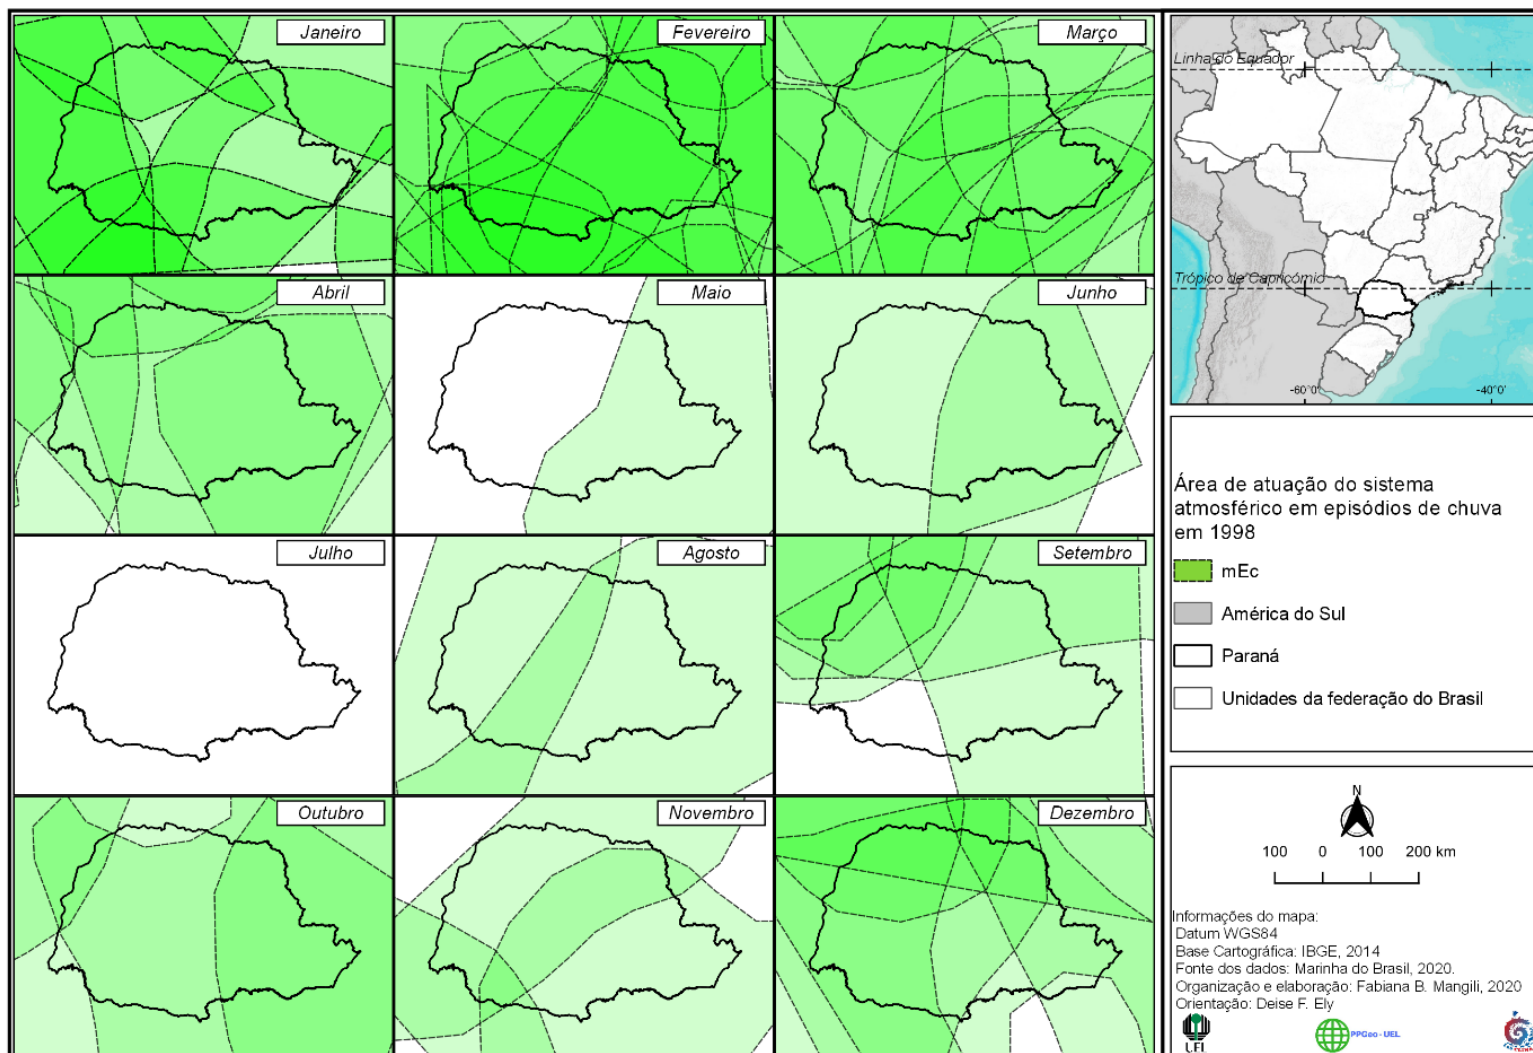 Janeiro
Fevereiro
Março
Abril
Maio
Junho
Julho
Agosto
Setembro
Outubro
Novembro
Dezembro
Linha do Equador
Trópico de Capricórnio
-60°0'
-40°0'
Área de atuação do sistema
atmosférico em episódios de chuva
em 1998
mEc
América do Sul
Paraná
Unidades da federação do Brasil
N
100 0 100 200 km
Informações do mapa:
Datum WGS84
Base Cartográfica: IBGE, 2014
Fonte dos dados: Marinha do Brasil, 2020.
Organização e elaboração: Fabiana B. Mangili, 2020
Orientação: Deise F. Ely
UEL
PPGeo - UEL